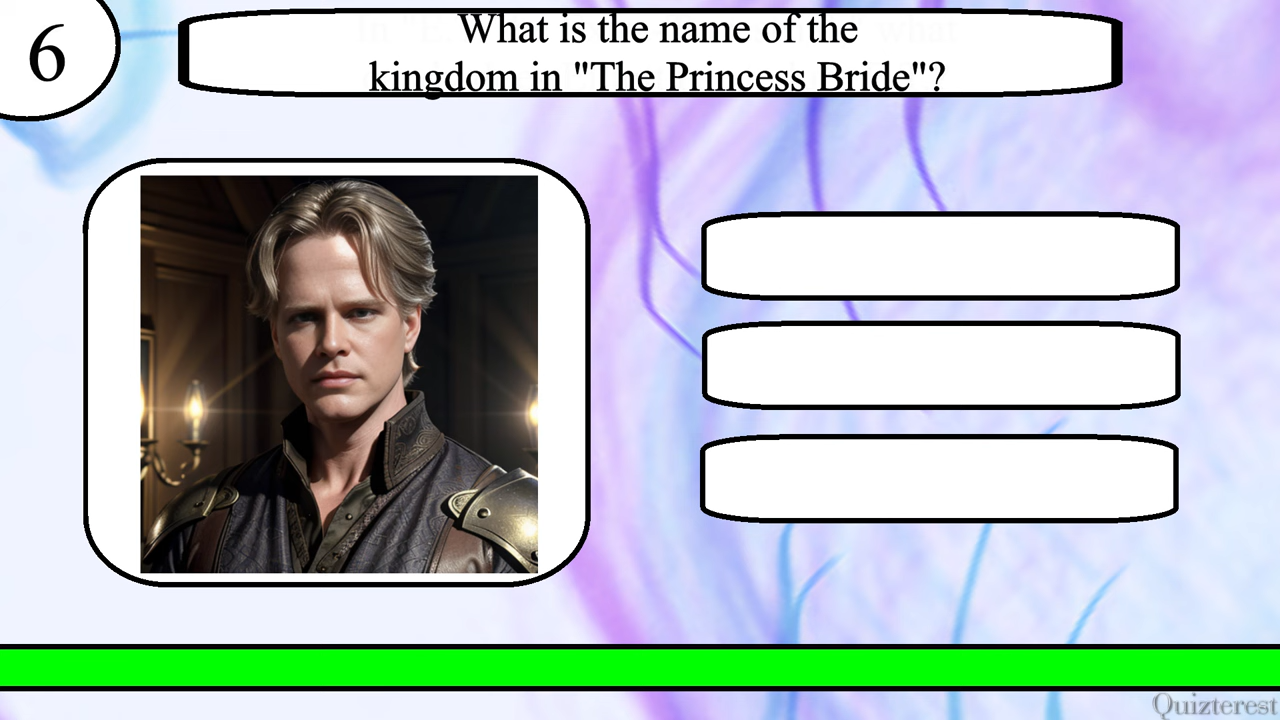 6
What is the name of the
kingdom in "The Princess Bride"?
Quizterest